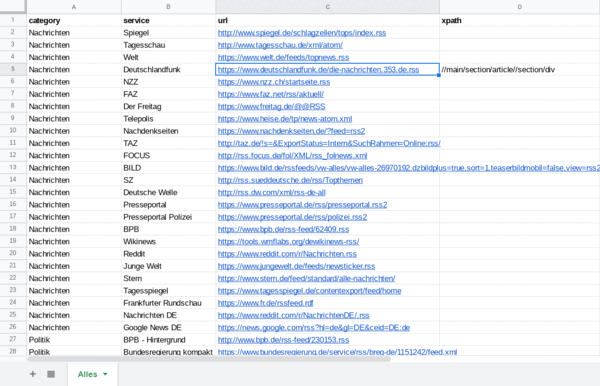 A B C D
1 category service url xpath
2 Nachrichten Spiegel http://www.spiegel.de/schlagzeilen/tops/index.rss
3 Nachrichten Tagesschau http://www.tagesschau.de/xml/atom/
4 Nachrichten Welt https://www.welt.de/feeds/topnews.rss
5 Nachrichten Deutschlandfunk https://www.deutschlandfunk.de/die-nachrichten.353.de.rss //main/section/article//section/div
6 Nachrichten NZZ https://www.nzz.ch/startseite.rss
7 Nachrichten FAZ http://www.faz.net/rss/aktuell/
8 Nachrichten Der Freitag https://www.freitag.de/@@RSS
9 Nachrichten Telepolis https://www.heise.de/tp/news-atom.xml
10 Nachrichten Nachdenkseiten https://www.nachdenkseiten.de/?feed=rss2
11 Nachrichten TAZ http://taz.de/!s=&ExportStatus=Intern&SuchRahmen=Online;rss/
12 Nachrichten FOCUS http://rss.focus.de/fol/XML/rss_folnews.xml
13 Nachrichten BILD https://www.bild.de/rssfeeds/vw-alles/vw-alles-26970192,dzbildplus=true,sort=1,teaserbildmobil=false,view=rss2
14 Nachrichten SZ http://rss.sueddeutsche.de/rss/Topthemen
15 Nachrichten Deutsche Welle http://rss.dw.com/xml/rss-de-all
16 Nachrichten Presseportal https://www.presseportal.de/rss/presseportal.rss2
17 Nachrichten Presseportal Polizei https://www.presseportal.de/rss/polizei.rss2
18 Nachrichten BPB https://www.bpb.de/rss-feed/62409.rss
19 Nachrichten Wikinews https://tools.wmflabs.org/dewikinews-rss/
20 Nachrichten Reddit https://www.reddit.com/r/Nachrichten.rss
21 Nachrichten Junge Welt https://www.jungewelt.de/feeds/newsticker.rss
22 Nachrichten Stern https://www.stern.de/feed/standard/alle-nachrichten/
23 Nachrichten Tagesspiegel https://www.tagesspiegel.de/contentexport/feed/home
24 Nachrichten Frankfurter Rundschau https://www.fr.de/rssfeed.rdf
25 Nachrichten Nachrichten DE https://www.reddit.com/r/NachrichtenDE/.rss
26 Nachrichten Google News DE https://news.google.com/rss?hl=de&gl=DE&ceid=DE:de
27 Politik BPB - Hintergrund http://www.bpb.de/rss-feed/230153.rss
28 Politik Bundesregierung kompakt https://www.bundesregierung.de/service/rss/breg-de/1151242/feed.xml
Alles